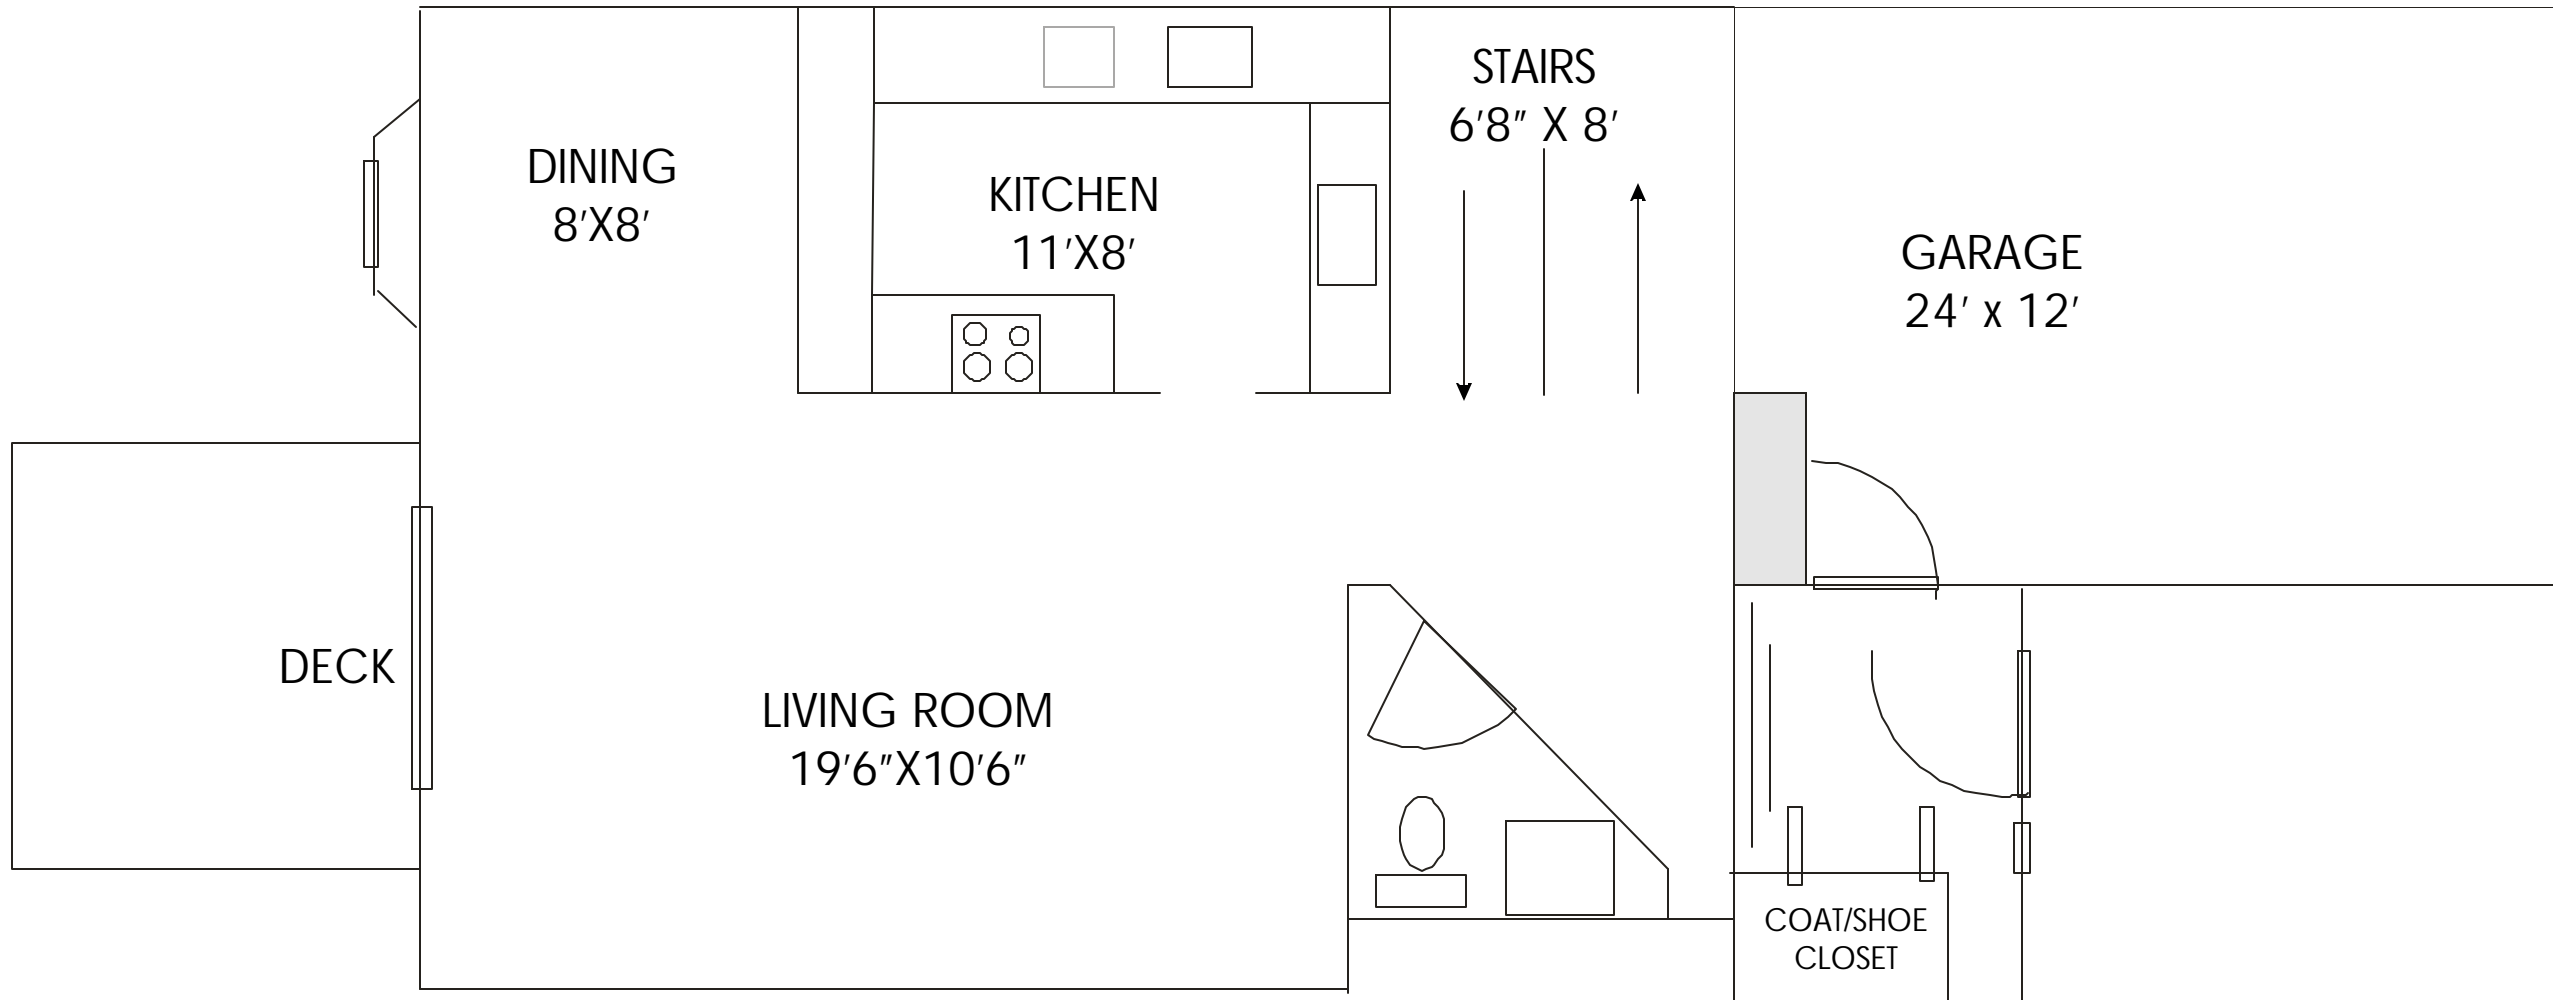 STAIRS
6'8" X 8'
DINING
8'X8'
KITCHEN
11'X8'
GARAGE
24' x 12'
DECK
LIVING ROOM
19'6"X10'6"
COAT/SHOE
CLOSET